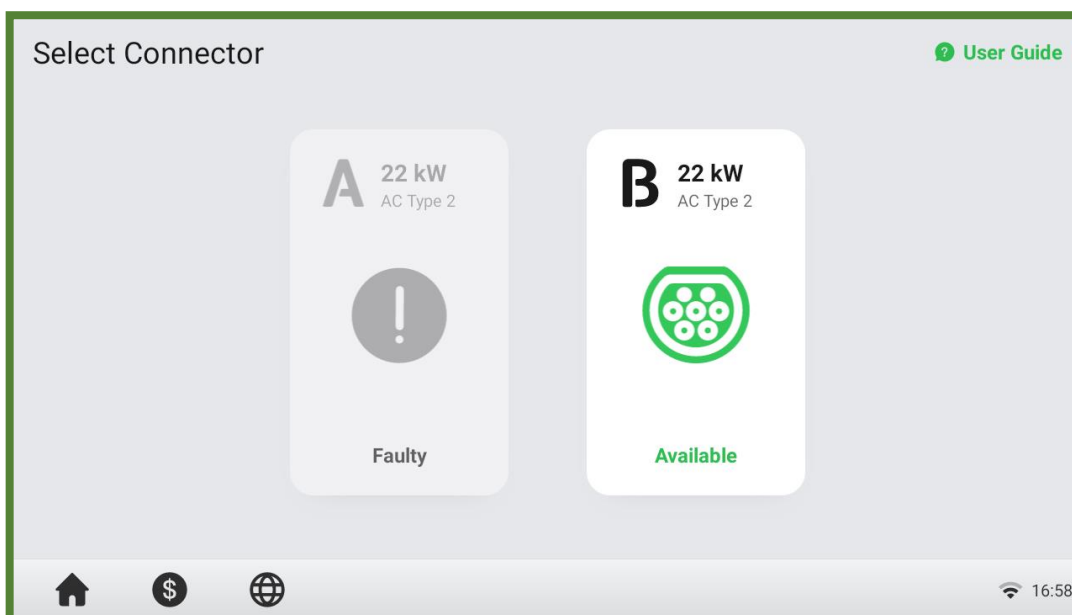 Select Connector
? User Guide
A 22 kW
AC Type 2
!
Faulty
B 22 kW
AC Type 2
Available
$
16:58